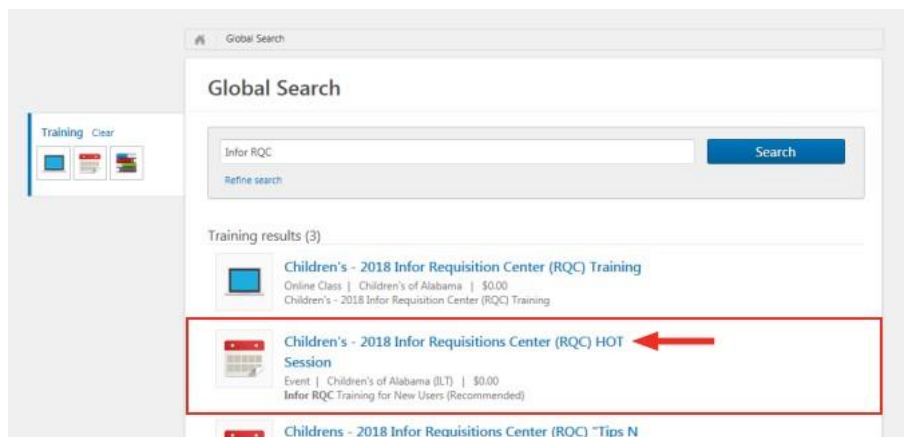 Global Search
Global Search
Training Clear
Infor RQC
Search
Refine search
Training results (3)
Children's - 2018 Infor Requisition Center (RQC) Training
Online Class | Children's of Alabama | $0.00
Children's - 2018 Infor Requisition Center (RQC) Training
Children's - 2018 Infor Requisitions Center (RQC) HOT
Session
Event | Children's of Alabama (ILT) | $0.00
Infor RQC Training for New Users (Recommended)
Childrens - 2018 Infor Requisitions Center (RQC) "Tips N